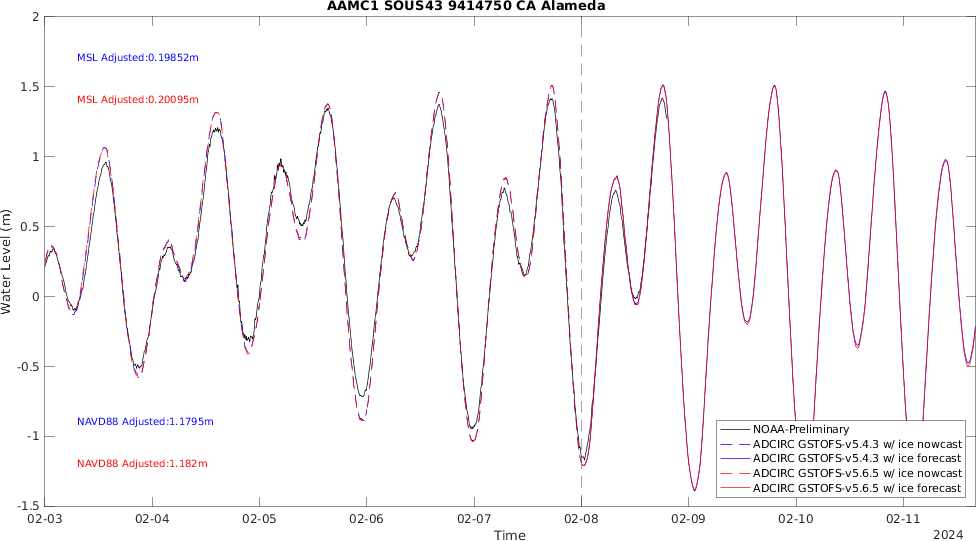 AAMC1 SOUS43 9414750 CA Alameda
2
1.5
1
0.5
0
-0.5
-1
-1.5
Water Level (m)
MSL Adjusted:0.19852m
MSL Adjusted:0.20095m
NAVD88 Adjusted:1.1795m
NAVD88 Adjusted:1.182m
NOAA-Preliminary
ADCIRC GSTOFS-v5.4.3 w/ ice nowcast
ADCIRC GSTOFS-v5.4.3 w/ ice forecast
ADCIRC GSTOFS-v5.6.5 w/ ice nowcast
ADCIRC GSTOFS-v5.6.5 w/ ice forecast
02-03 02-04 02-05 02-06 02-07 02-08 02-09 02-10 02-11
Time
2024